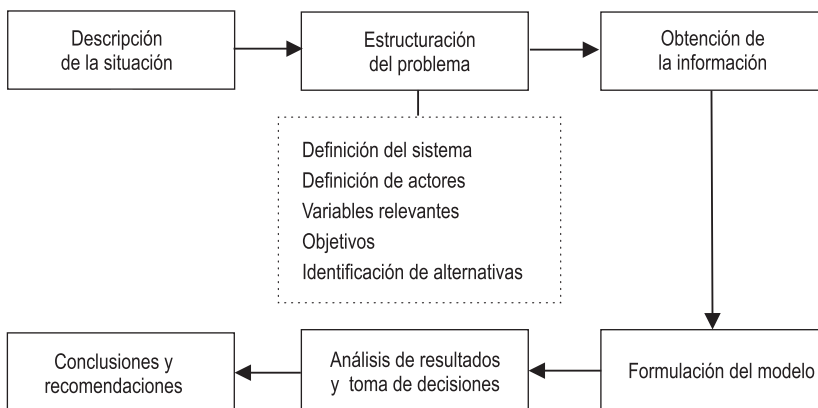 Descripción
de la situación
Estructuración
del problema
Obtención de
la información
Definición del sistema
Definición de actores
Variables relevantes
Objetivos
Identificación de alternativas
Conclusiones y
recomendaciones
Análisis de resultados
y toma de decisiones
Formulación del modelo